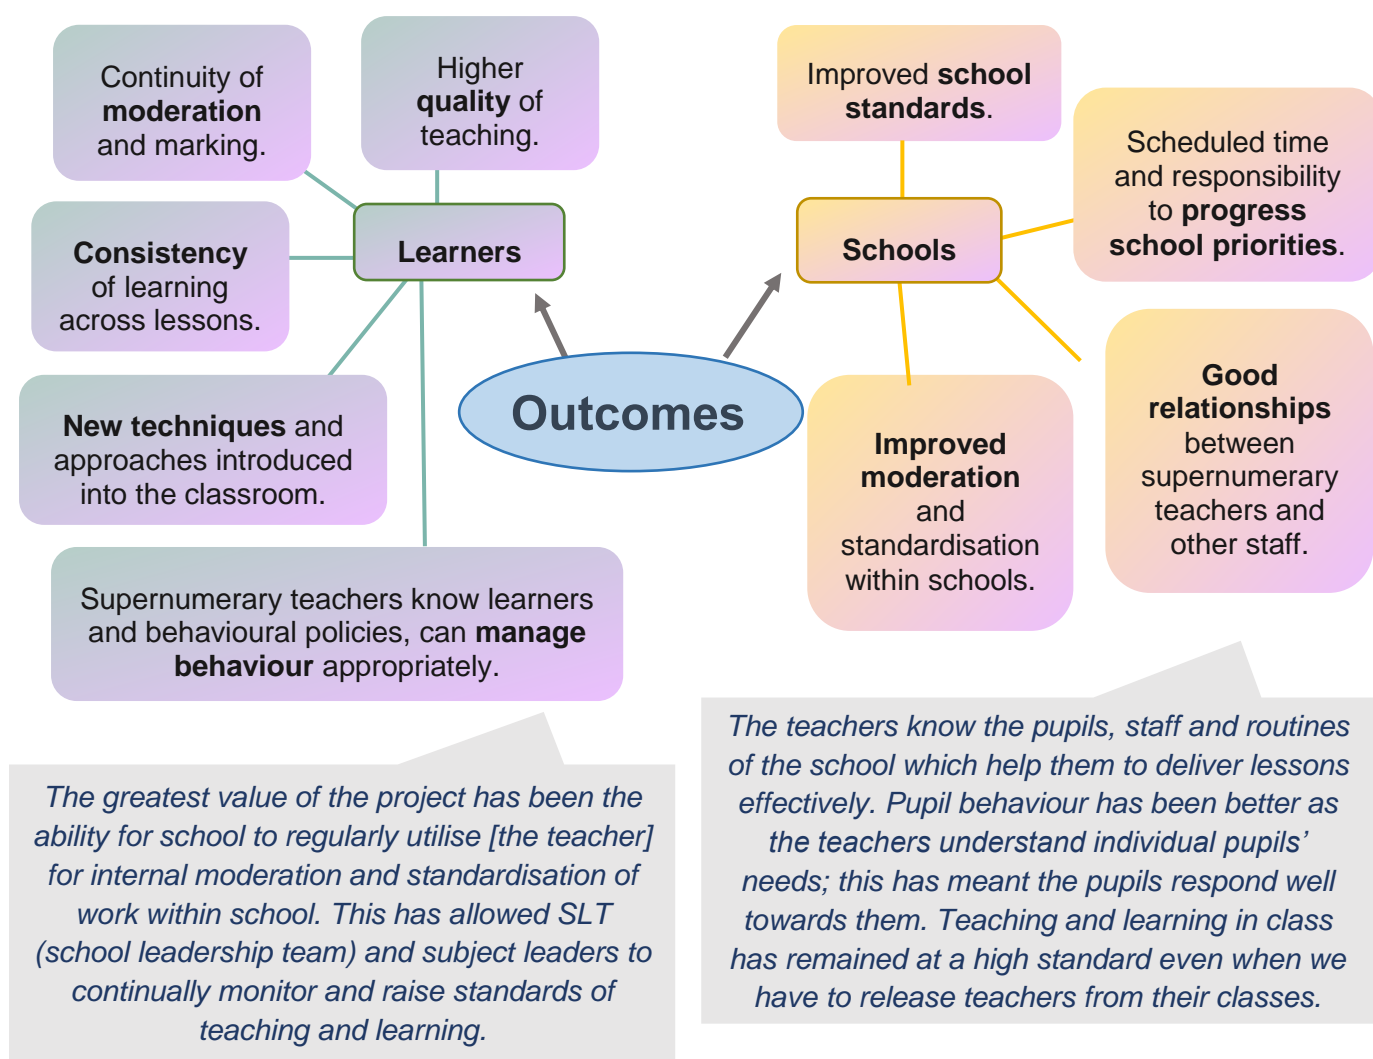 Continuity of
moderation
and marking.
Higher
quality of
teaching.
Consistency
of learning
across lessons.
Learners
New techniques and
approaches introduced
into the classroom.
Supernumerary teachers know learners
and behavioural policies, can manage
behaviour appropriately.
Outcomes
Improved school
standards.
Scheduled time
and responsibility
to progress
school priorities.
Schools
Improved
moderation
and
standardisation
within schools.
Good
relationships
between
supernumerary
teachers and
other staff.
The greatest value of the project has been the
ability for school to regularly utilise [the teacher]
for internal moderation and standardisation of
work within school. This has allowed SLT
(school leadership team) and subject leaders to
continually monitor and raise standards of
teaching and learning.
The teachers know the pupils, staff and routines
of the school which help them to deliver lessons
effectively. Pupil behaviour has been better as
the teachers understand individual pupils’
needs; this has meant the pupils respond well
towards them. Teaching and learning in class
has remained at a high standard even when we
have to release teachers from their classes.